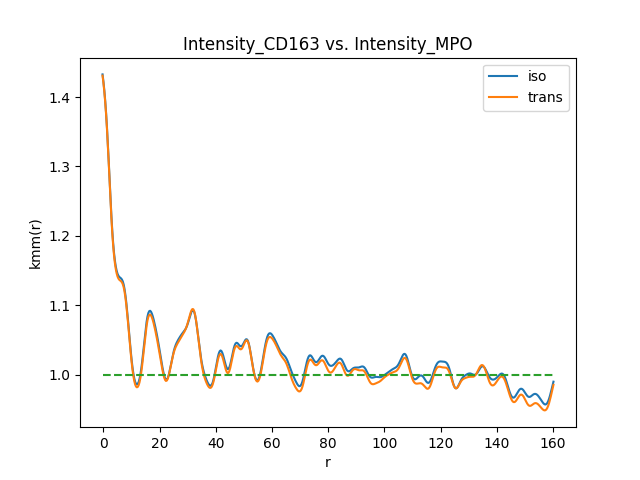 Intensity_CD163 vs. Intensity_MPO
iso
trans
kmm(r)
1.4
1.3
1.2
1.1
1.0
0 20 40 60 80 100 120 140 160
r